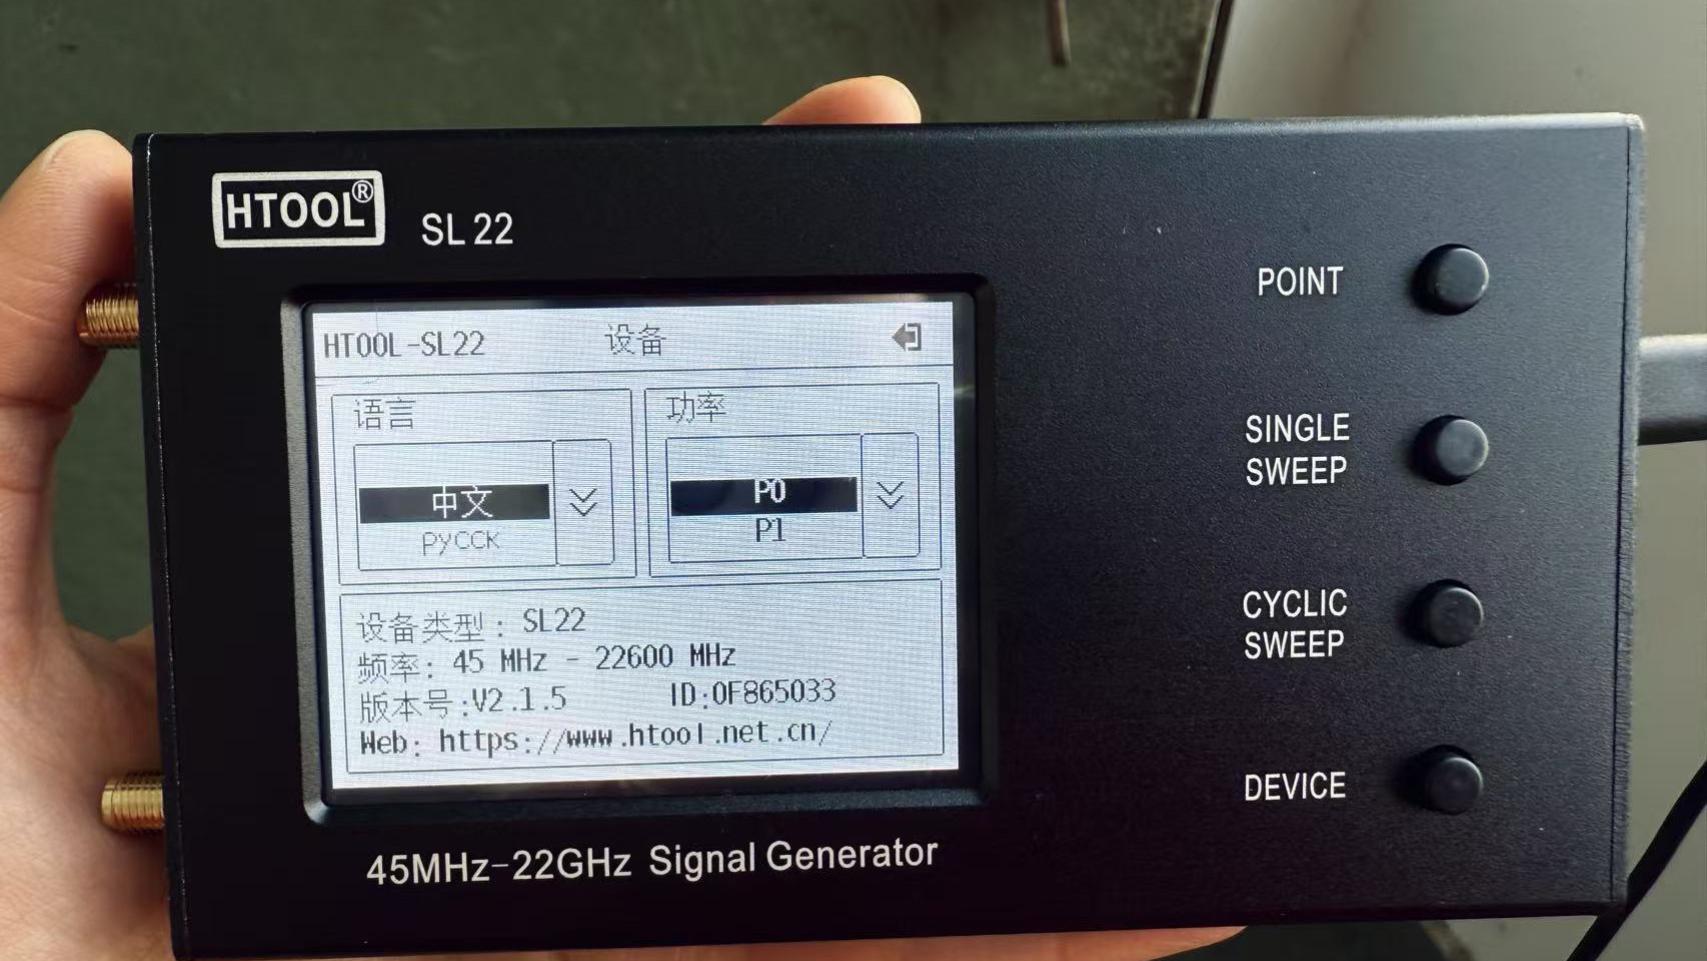 HTOOL®
SL 22
HTOOL-SL22 设备
语言
功率
中文
русск
P0
P1
设备类型: SL22
频率: 45 MHz - 22600 MHz
版本号:V2.1.5 ID:0F865033
Web: https://www.htool.net.cn/
45MHz-22GHz Signal Generator
POINT
SINGLE
SWEEP
CYCLIC
SWEEP
DEVICE